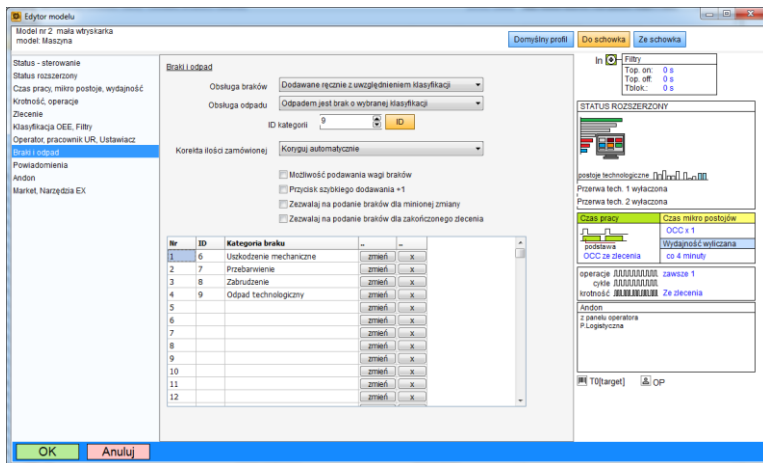 Edytor modelu
Model nr 2 mała wtryskarka
model: Maszyna
Domyślny profil
Do schowka
Ze schowka
Status - sterowanie
Status rozszerzony
Czas pracy, mikro postoje, wydajność
Krotność, operacje
Zlecenie
Klasyfikacja OEE, Filtry
Operator, pracownik UR, Ustawiacz
Braki i odpad
Powiadomienia
Andon
Market, Narzędzia EX
Braki i odpad
Obsługa braków Dodawane ręcznie z uwzględnieniem klasyfikacji
Obsługa odpadu Odpadem jest brak o wybranej klasyfikacji
ID kategorii 9 ID
Korekta ilości zamówionej Koryguj automatycznie
Możliwość podawania wagi braków
Przycisk szybkiego dodawania +1
Zezwalaj na podanie braków dla minionej zmiany
Zezwalaj na podanie braków dla zakończonego zlecenia
Nr ID Kategoria braku .. ..
1 6 Uszkodzenie mechaniczne zmień x
2 7 Przebarwienie zmień x
3 8 Zabrudzenie zmień x
4 9 Odpad technologiczny zmień x
5 zmień x
6 zmień x
7 zmień x
8 zmień x
9 zmień x
10 zmień x
11 zmień x
12 zmień x
In Filtry
Top. on: 0 s
Top. off: 0 s
Tblok.: 0 s
STATUS ROZSZERZONY
postoje technologiczne
Przerwa tech. 1 wyłączona
Przerwa tech. 2 wyłączona
Czas pracy Czas mikro postojów
OCC x 1
podstawa Wydajność wyliczana
OCC ze zlecenia co 4 minuty
operacje zawsze 1
cykle
krotność Ze zlecenia
Andon
z panelu operatora
P.Logistyczna
T0[target] OP
OK Anuluj